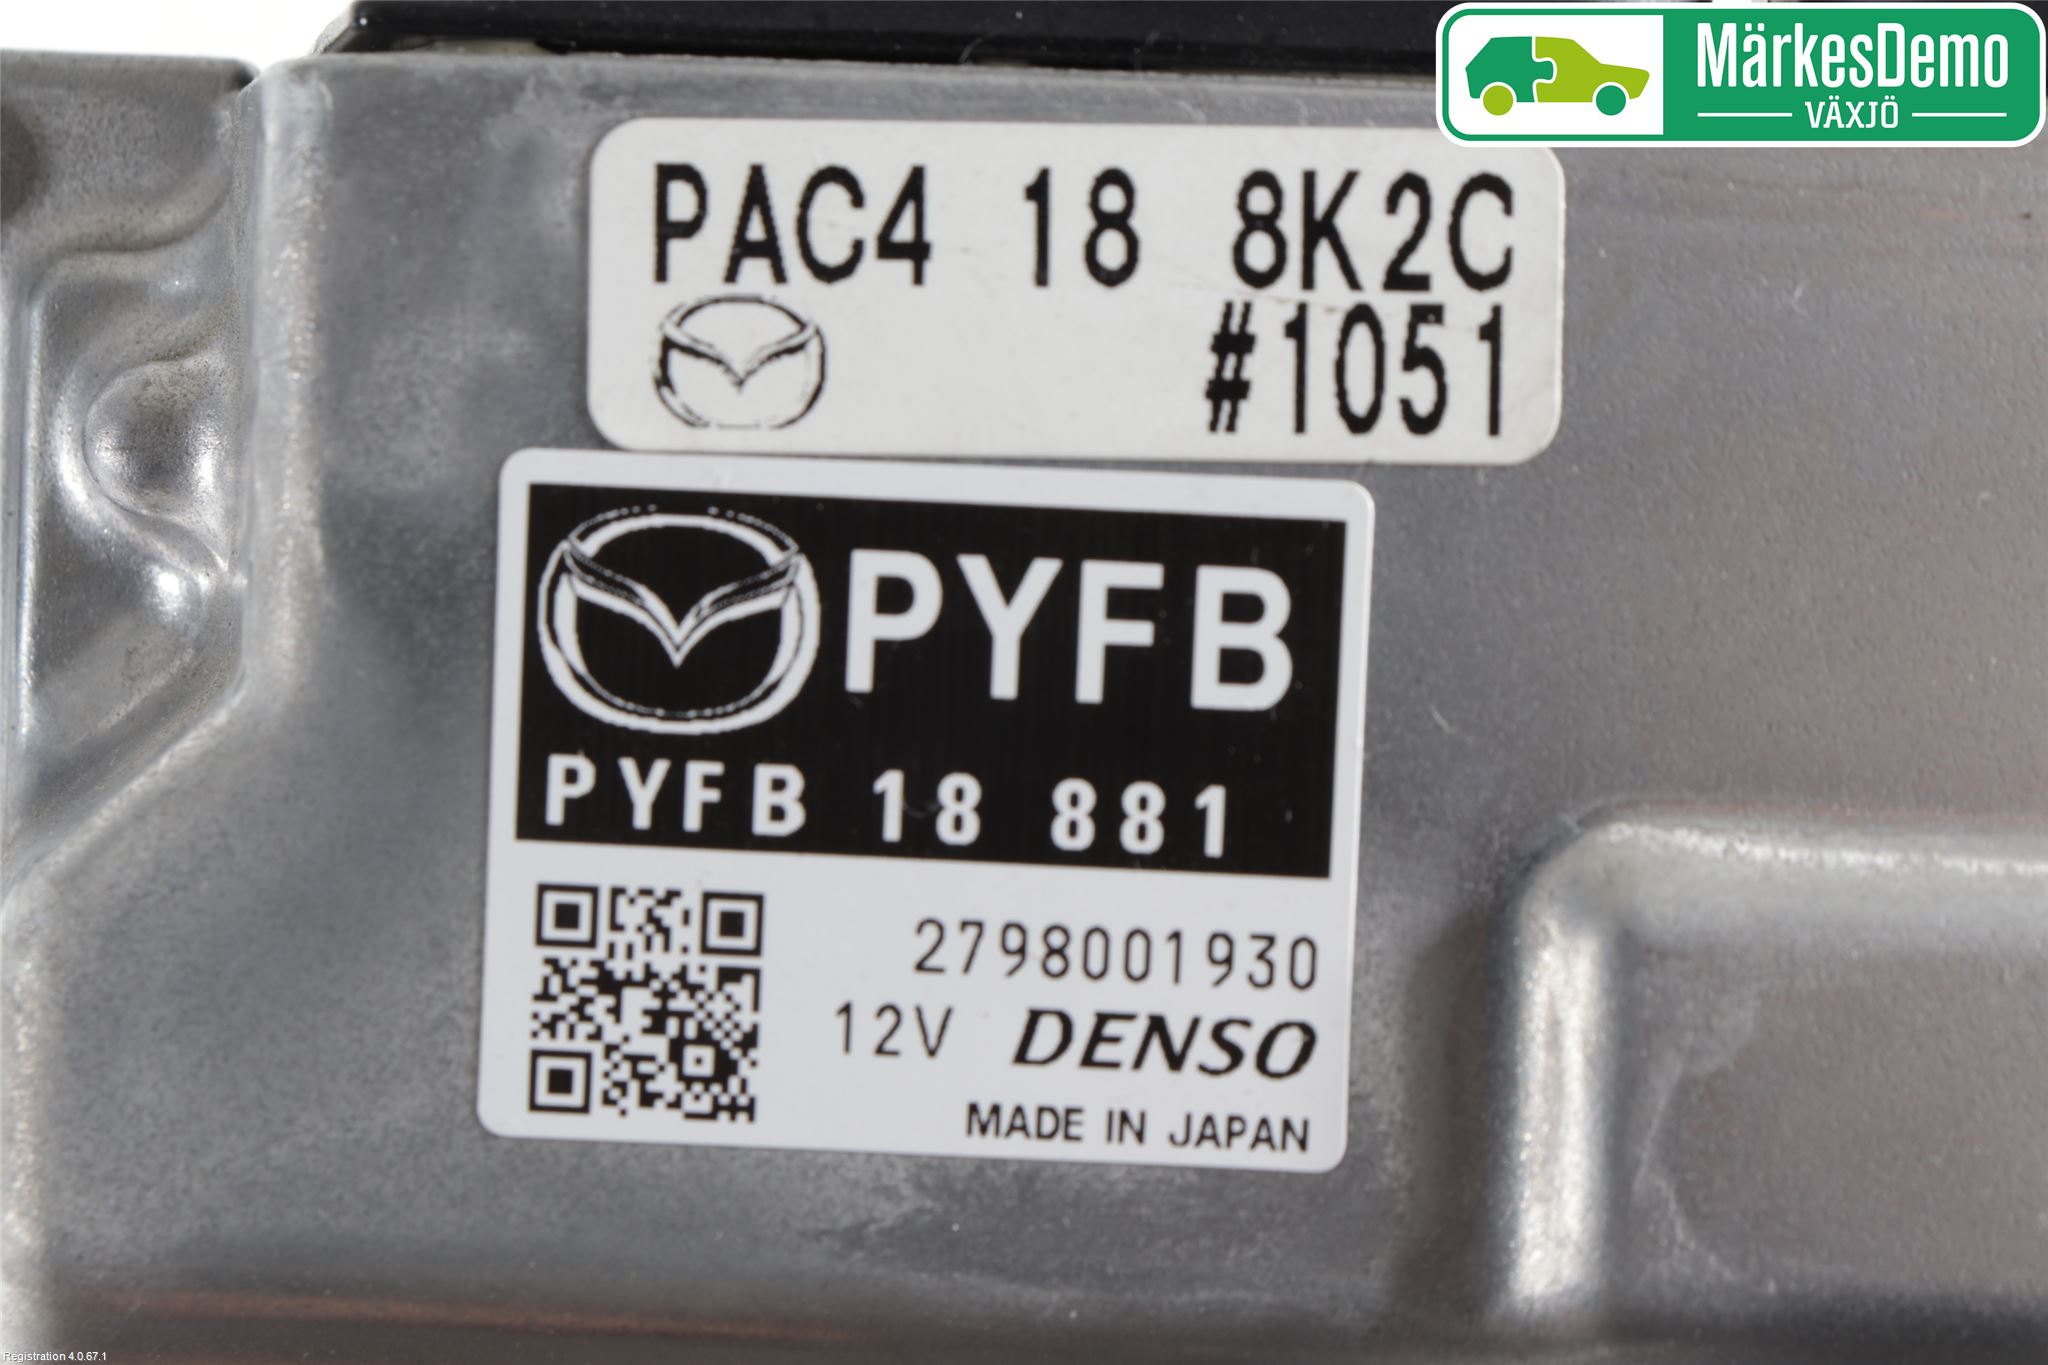 MärkesDemo
VÄXJÖ
PAC4 18 8K2C
#1051
PYFB
PYFB 18 881
2798001930
12V DENSO
MADE IN JAPAN
Registration 4.0.67.1